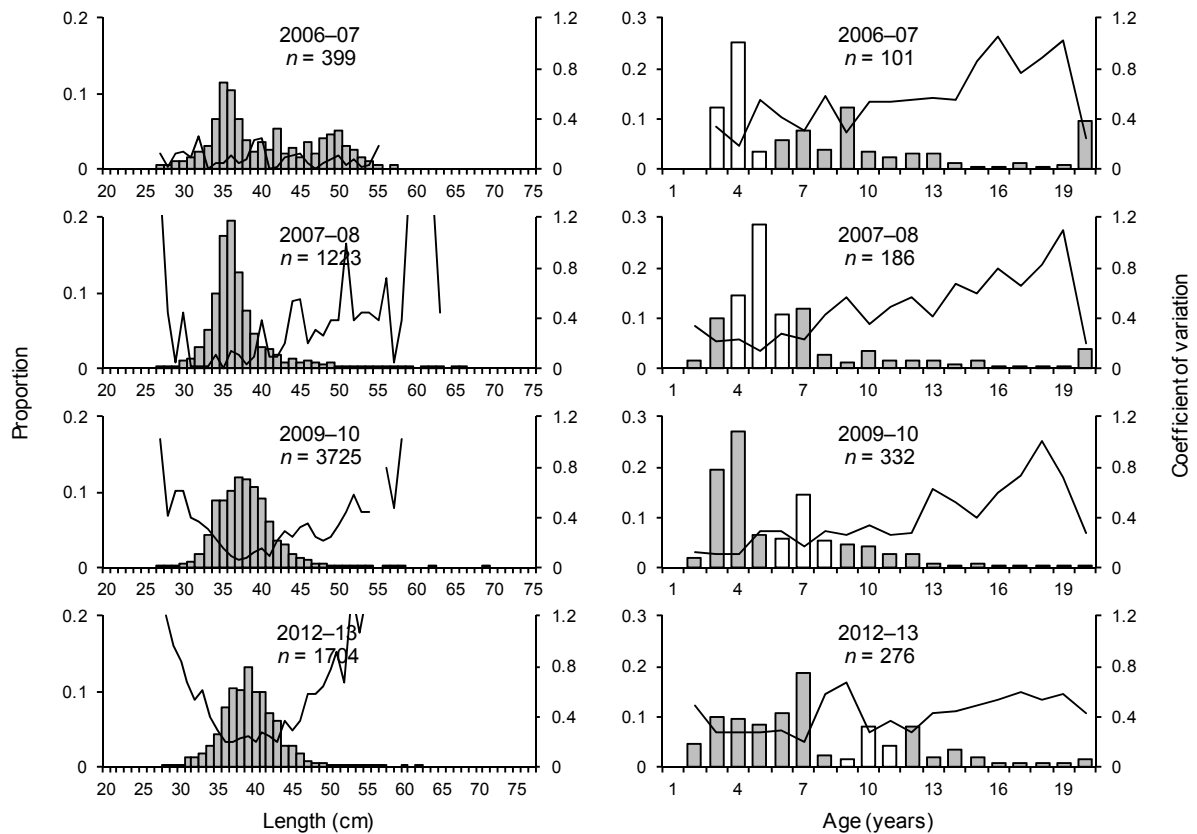 0.2 1.2 0.3 1.2
2006–07 2006–07
n = 399 n = 101
0.8 0.2 0.8
0.1
0.4 0.1 0.4
0 0 0 0
20 25 30 35 40 45 50 55 60 65 70 75 1 4 7 10 13 16 19
0.2 1.2 0.3 1.2
2007–08 2007–08
n = 1223 n = 186
0.8 0.2 0.8
0.1
0.4 0.1 0.4
0 0 0 0
20 25 30 35 40 45 50 55 60 65 70 75 1 4 7 10 13 16 19
Proportion
Coefficient of variation
0.2 1.2 0.3 1.2
2009–10 2009–10
n = 3725 n = 332
0.8 0.2 0.8
0.1
0.4 0.1 0.4
0 0 0 0
20 25 30 35 40 45 50 55 60 65 70 75 1 4 7 10 13 16 19
0.2 1.2 0.3 1.2
2012–13 2012–13
n = 1704 n = 276
0.8 0.2 0.8
0.1
0.4 0.1 0.4
0 0 0 0
20 25 30 35 40 45 50 55 60 65 70 75 1 4 7 10 13 16 19
Length (cm) Age (years)